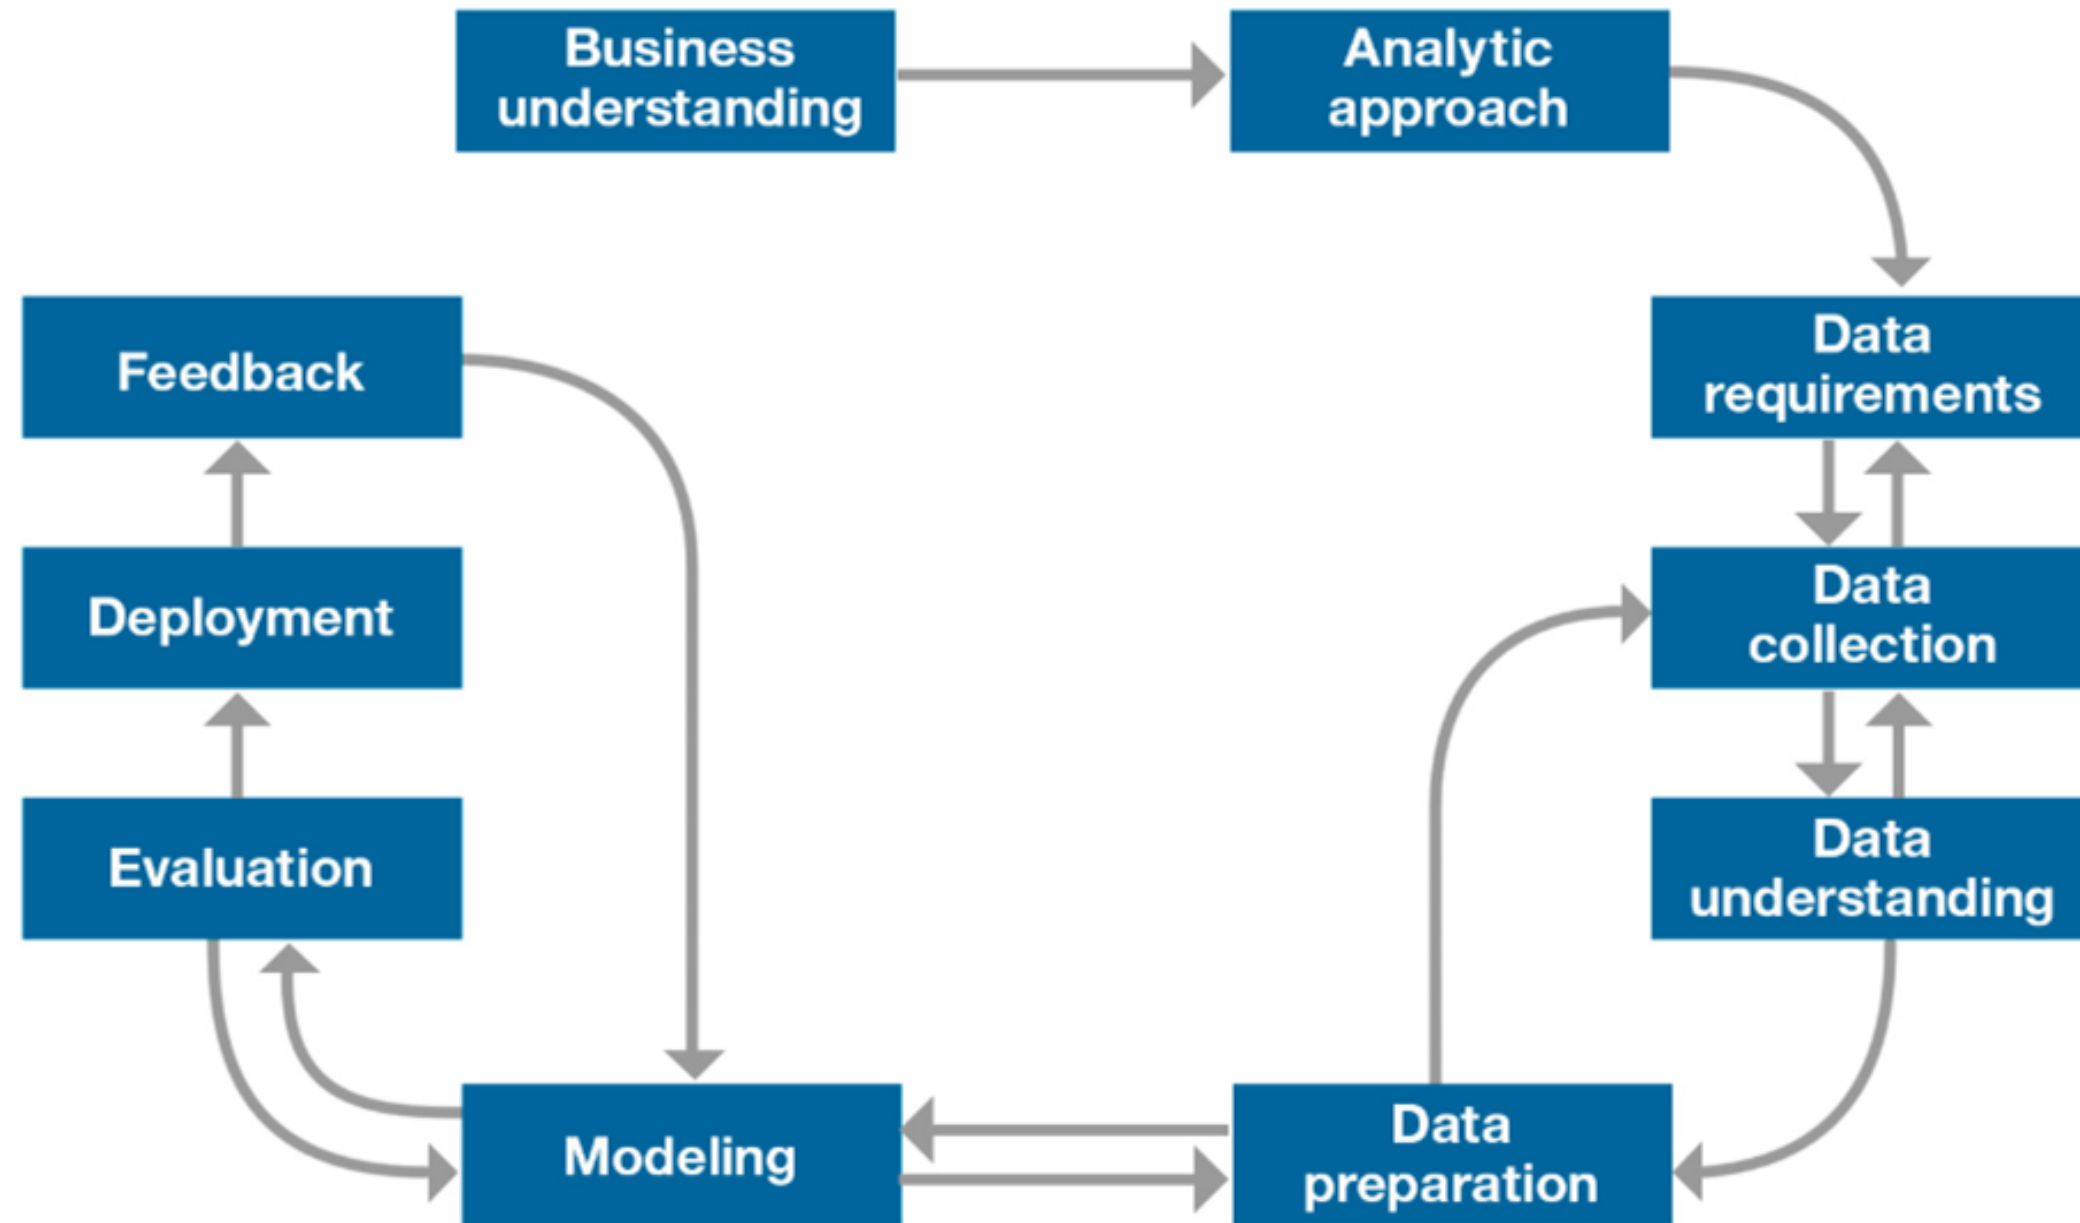 Business
understanding
Analytic
approach
Feedback
Data
requirements
Deployment
Data
collection
Evaluation
Data
understanding
Modeling
Data
preparation